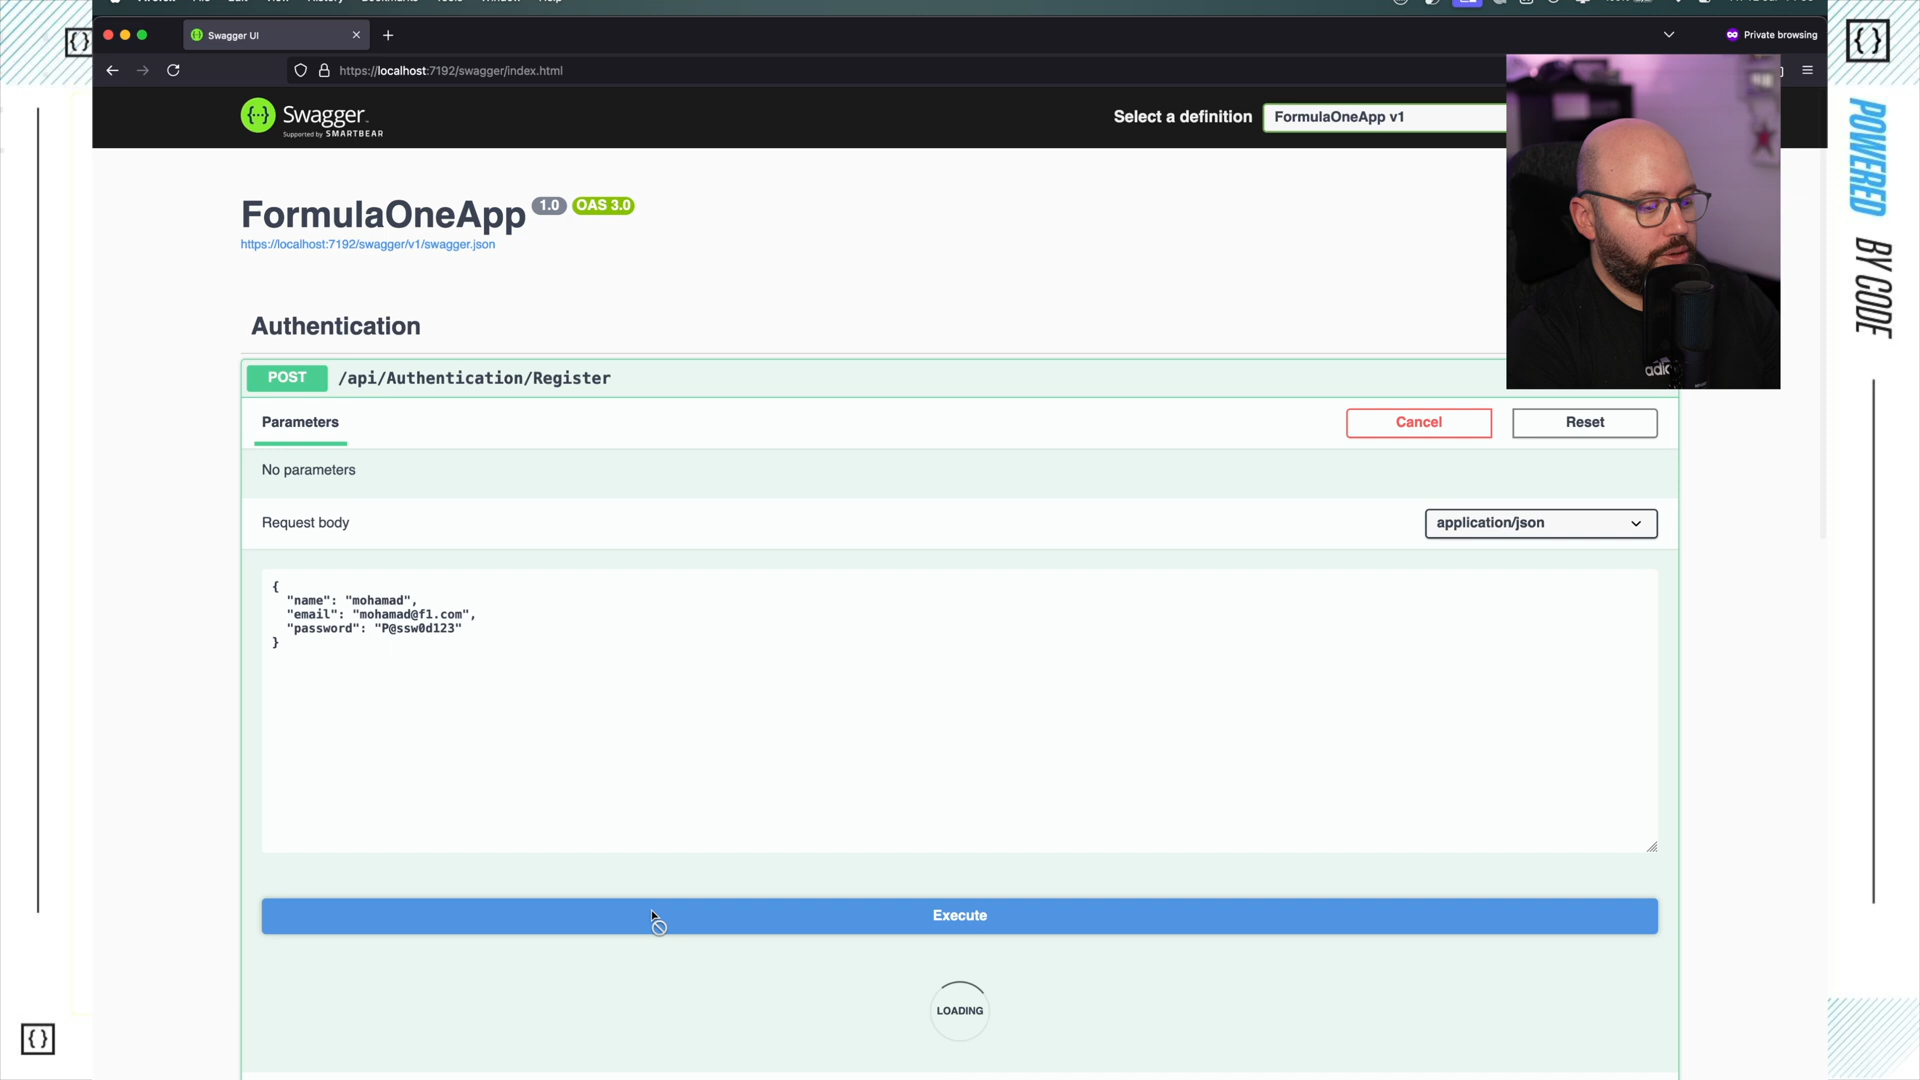 Swagger UI
Private browsing
https://localhost:7192/swagger/index.html
{···}
Swagger
Supported by SMARTBEAR
Select a definition
FormulaOneApp v1
FormulaOneApp 1.0 OAS 3.0
https://localhost:7192/swagger/v1/swagger.json
Authentication
POST /api/Authentication/Register
Parameters
Cancel
Reset
No parameters
Request body
application/json
{
"name": "mohamad",
"email": "mohamad@f1.com",
"password": "P@ssw0d123"
}
Execute
LOADING
{}
{}
{}
POWERED BY CODE